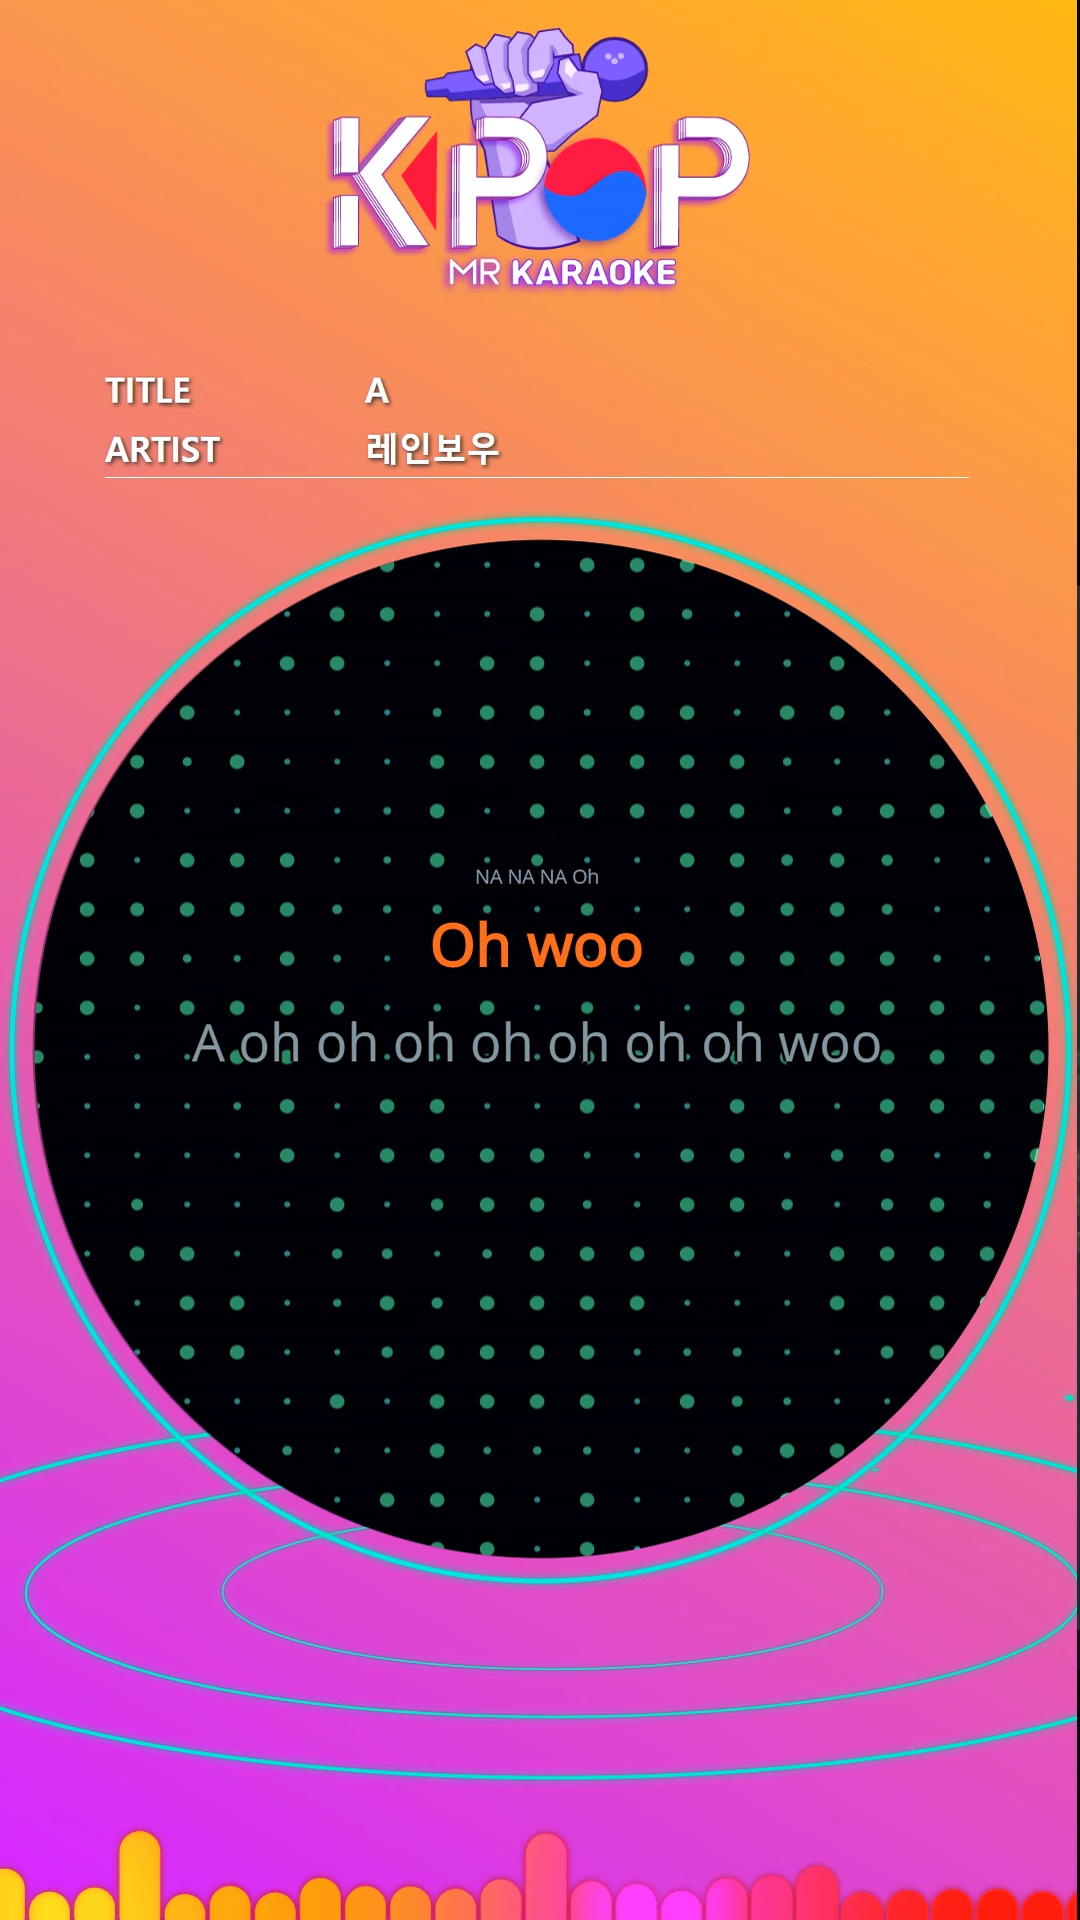 KPOP
MR KARAOKE
TITLE A
ARTIST 레인보우
NA NA NA Oh
Oh woo
A oh oh oh oh oh oh oh woo